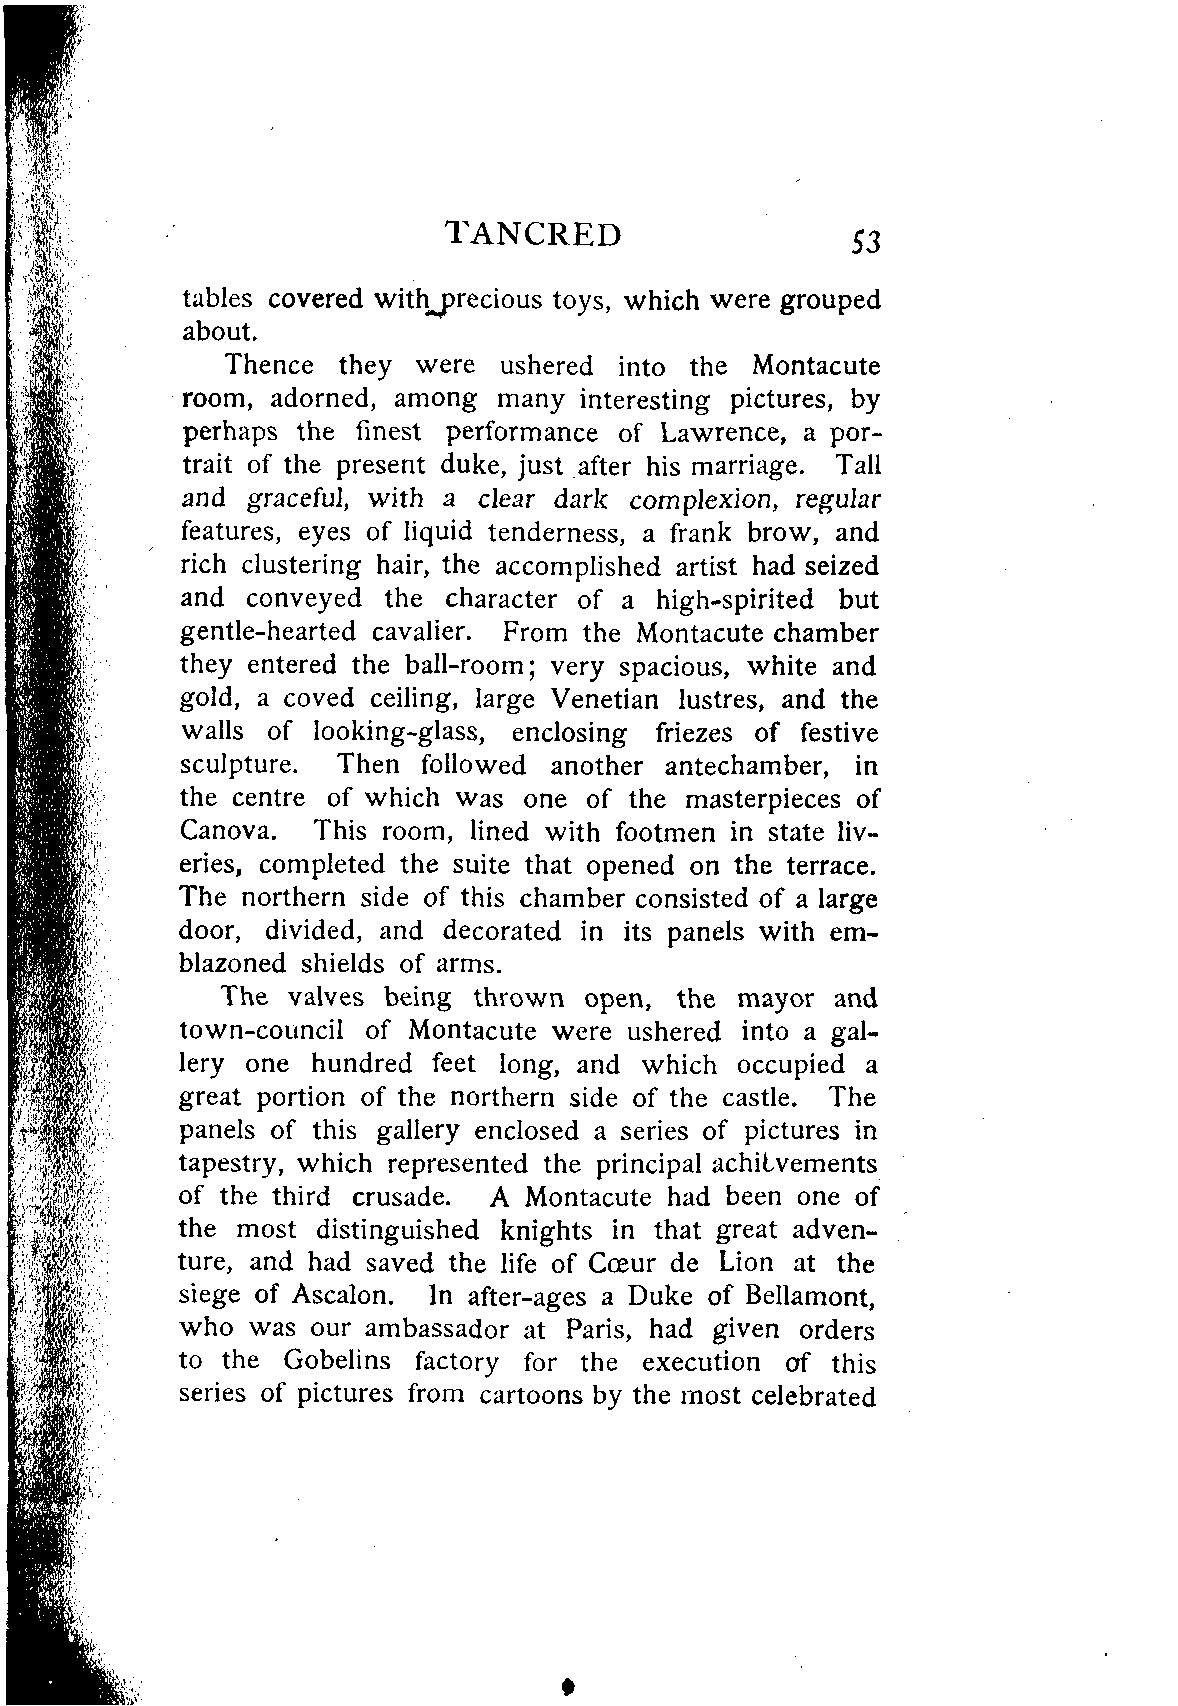 TANCRED 53
tables covered with precious toys, which were grouped
about.
Thence they were ushered into the Montacute
room, adorned, among many interesting pictures, by
perhaps the finest performance of Lawrence, a por-
trait of the present duke, just after his marriage. Tall
and graceful, with a clear dark complexion, regular
features, eyes of liquid tenderness, a frank brow, and
rich clustering hair, the accomplished artist had seized
and conveyed the character of a high-spirited but
gentle-hearted cavalier. From the Montacute chamber
they entered the ball-room; very spacious, white and
gold, a coved ceiling, large Venetian lustres, and the
walls of looking-glass, enclosing friezes of festive
sculpture. Then followed another antechamber, in
the centre of which was one of the masterpieces of
Canova. This room, lined with footmen in state liv-
eries, completed the suite that opened on the terrace.
The northern side of this chamber consisted of a large
door, divided, and decorated in its panels with em-
blazoned shields of arms.
The valves being thrown open, the mayor and
town-council of Montacute were ushered into a gal-
lery one hundred feet long, and which occupied a
great portion of the northern side of the castle. The
panels of this gallery enclosed a series of pictures in
tapestry, which represented the principal achievements
of the third crusade. A Montacute had been one of
the most distinguished knights in that great adven-
ture, and had saved the life of Cœur de Lion at the
siege of Ascalon. In after-ages a Duke of Bellamont,
who was our ambassador at Paris, had given orders
to the Gobelins factory for the execution of this
series of pictures from cartoons by the most celebrated